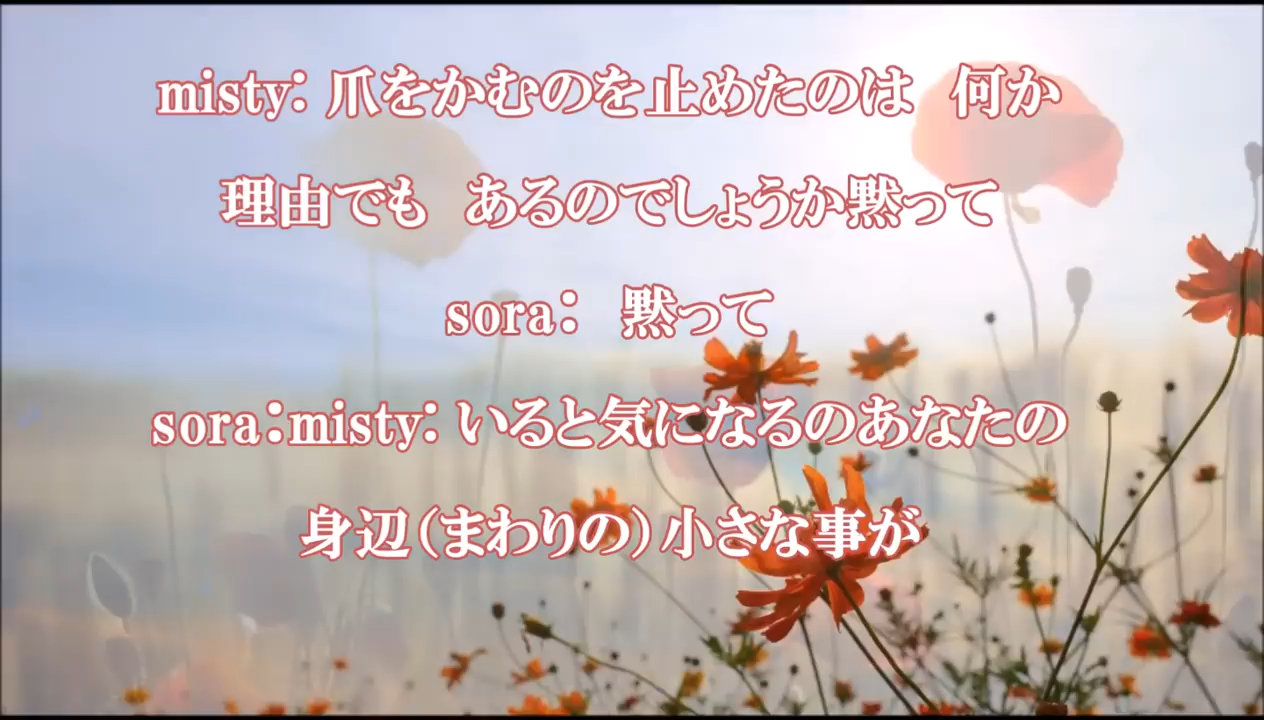 misty：爪をかむのを止めたのは　何か
理由でも　あるのでしょうか黙って
sora：　黙って
sora：misty：いると気になるのあなたの
身辺（まわりの）小さな事が